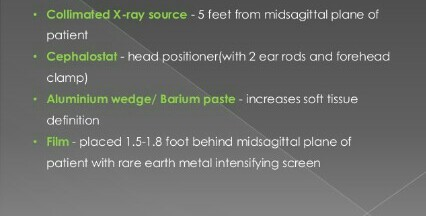 • Collimated X-ray source - 5 feet from midsagittal plane of
patient
• Cephalostat - head positioner(with 2 ear rods and forehead
clamp)
• Aluminium wedge/ Barium paste - increases soft tissue
definition
• Film - placed 1.5-1.8 foot behind midsagittal plane of
patient with rare earth metal intensifying screen